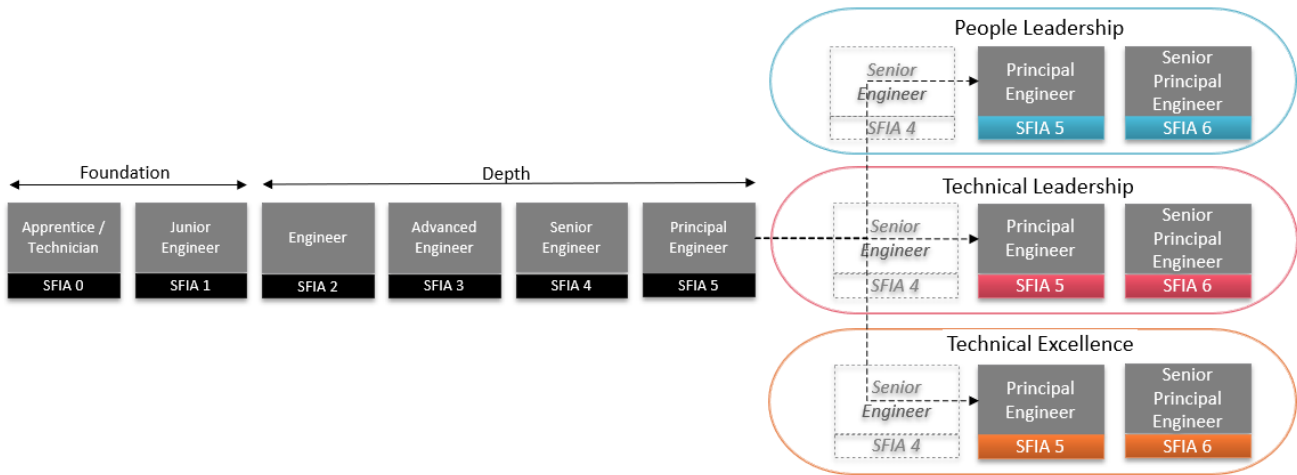 People Leadership
Senior
Engineer
SFIA 4
Principal
Engineer
SFIA 5
Senior
Principal
Engineer
SFIA 6
Foundation
Depth
Apprentice /
Technician
SFIA 0
Junior
Engineer
SFIA 1
Engineer
SFIA 2
Advanced
Engineer
SFIA 3
Senior
Engineer
SFIA 4
Principal
Engineer
SFIA 5
Technical Leadership
Senior
Engineer
SFIA 4
Principal
Engineer
SFIA 5
Senior
Principal
Engineer
SFIA 6
Technical Excellence
Senior
Engineer
SFIA 4
Principal
Engineer
SFIA 5
Senior
Principal
Engineer
SFIA 6